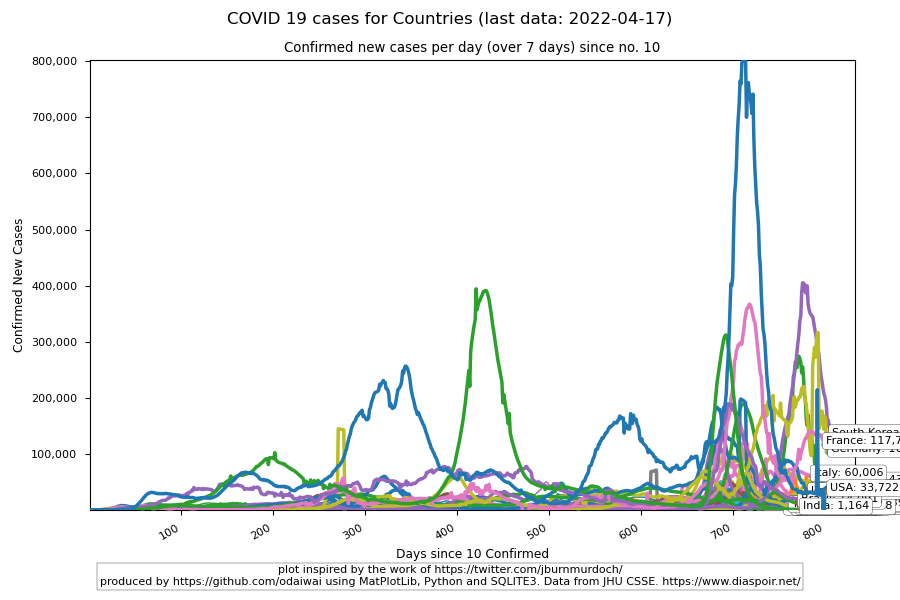 COVID 19 cases for Countries (last data: 2022-04-17)
Confirmed new cases per day (over 7 days) since no. 10
800,000
700,000
600,000
500,000
400,000
300,000
200,000
100,000
Confirmed New Cases
South Korea
France: 117,7
Italy: 60,006
USA: 33,722
India: 1,164
8
100
200
300
400
500
600
700
800
Days since 10 Confirmed
plot inspired by the work of https://twitter.com/jburnmurdoch/
produced by https://github.com/odaiwai using MatPlotLib, Python and SQLITE3. Data from JHU CSSE. https://www.diaspoir.net/